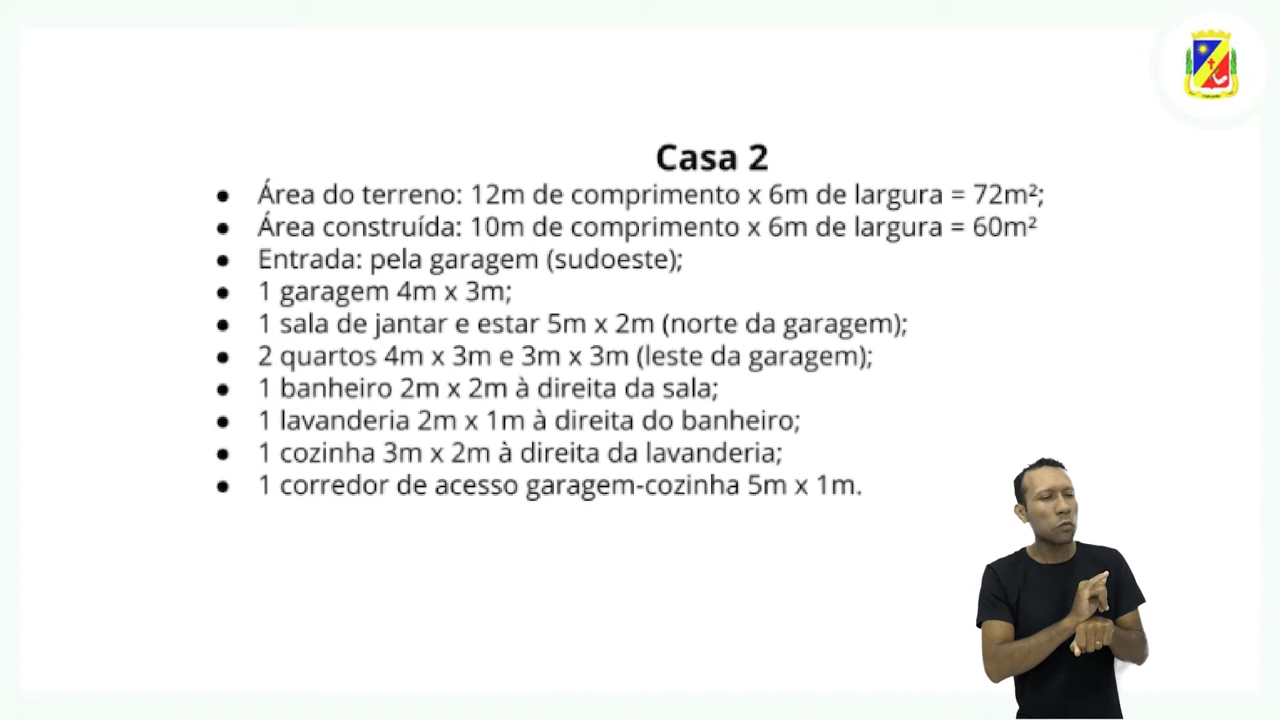 Casa 2
● Área do terreno: 12m de comprimento x 6m de largura = 72m²;
● Área construída: 10m de comprimento x 6m de largura = 60m²
● Entrada: pela garagem (sudoeste);
● 1 garagem 4m x 3m;
● 1 sala de jantar e estar 5m x 2m (norte da garagem);
● 2 quartos 4m x 3m e 3m x 3m (leste da garagem);
● 1 banheiro 2m x 2m à direita da sala;
● 1 lavanderia 2m x 1m à direita do banheiro;
● 1 cozinha 3m x 2m à direita da lavanderia;
● 1 corredor de acesso garagem-cozinha 5m x 1m.